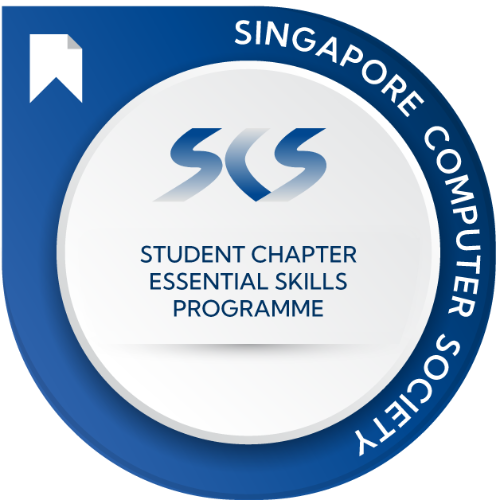 SINGAPORE COMPUTER SOCIETY
SCS
STUDENT CHAPTER
ESSENTIAL SKILLS
PROGRAMME